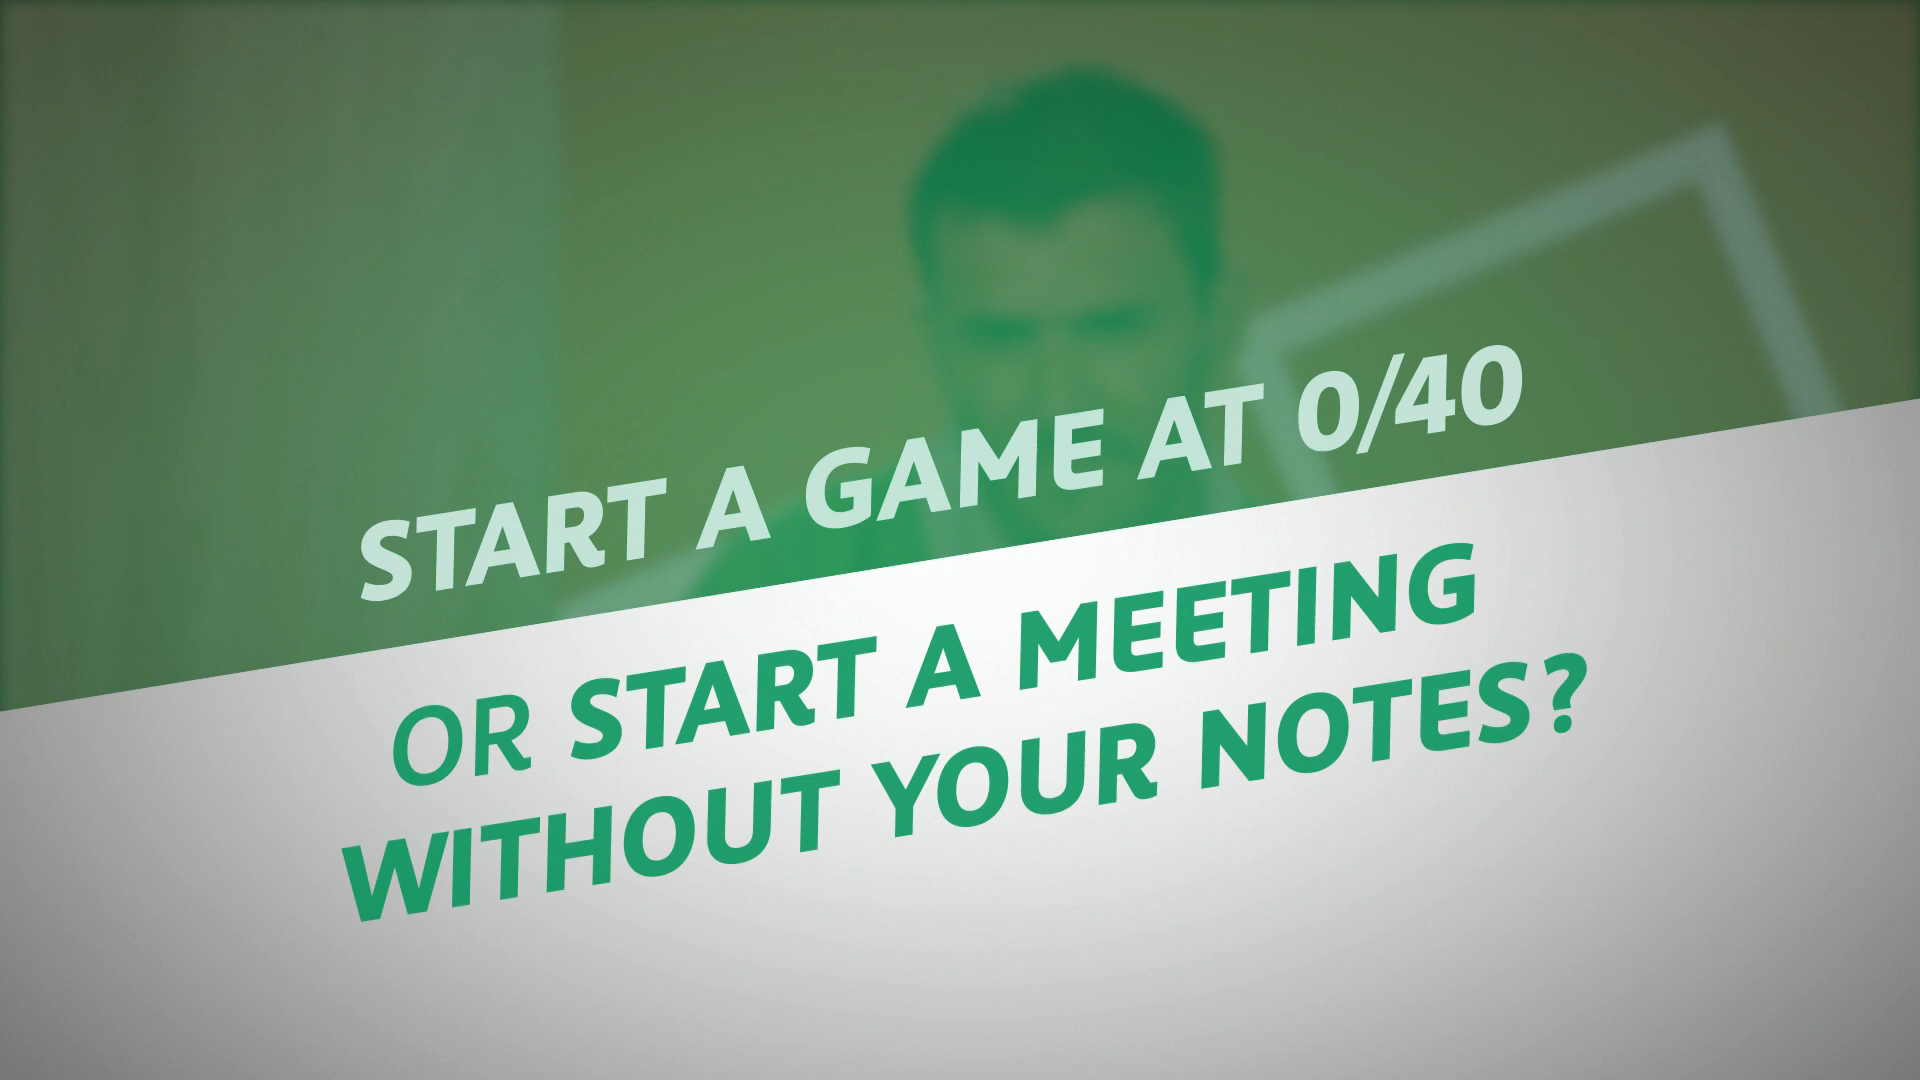 START A GAME AT 0/40
OR START A MEETING
WITHOUT YOUR NOTES?